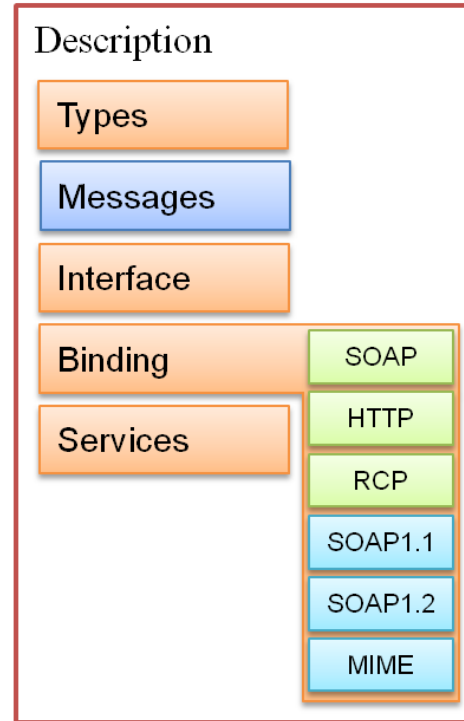 Description
Types
Messages
Interface
Binding
SOAP
HTTP
Services
RCP
SOAP1.1
SOAP1.2
MIME